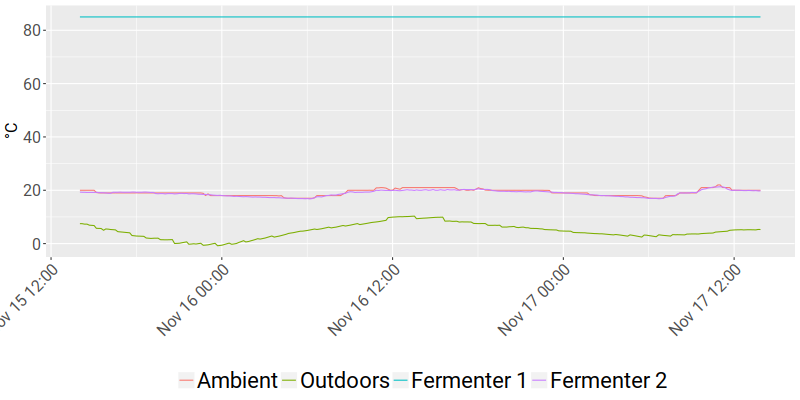 80
60
°C
40
20
0
ov 15 12:00
Nov 16 00:00
Nov 16 12:00
Nov 17 00:00
Nov 17 12:00
Ambient Outdoors Fermenter 1 Fermenter 2